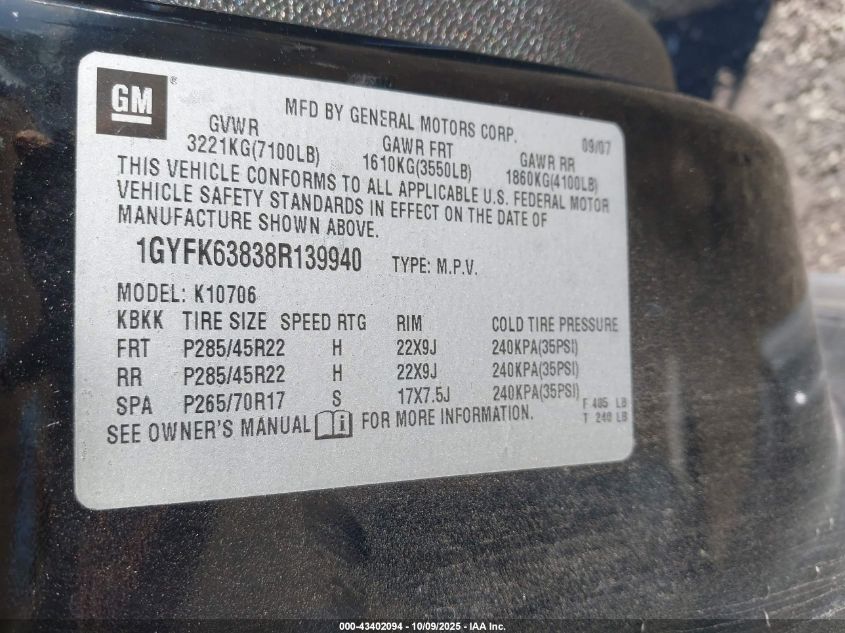 GM®
MFD BY GENERAL MOTORS CORP. 09/07
GVWR GAWR FRT GAWR RR
3221KG(7100LB) 1610KG(3550LB) 1860KG(4100LB)
THIS VEHICLE CONFORMS TO ALL APPLICABLE U.S. FEDERAL MOTOR
VEHICLE SAFETY STANDARDS IN EFFECT ON THE DATE OF
MANUFACTURE SHOWN ABOVE.
1GYFK63838R139940 TYPE: M.P.V.
MODEL: K10706
KBKK TIRE SIZE SPEED RTG RIM COLD TIRE PRESSURE
FRT P285/45R22 H 22X9J 240KPA(35PSI)
RR P285/45R22 H 22X9J 240KPA(35PSI)
SPA P265/70R17 S 17X7.5J 240KPA(35PSI)
F 405 LB
T 240 LB
SEE OWNER'S MANUAL i FOR MORE INFORMATION.
000-43402094 - 10/09/2025 - IAA Inc.